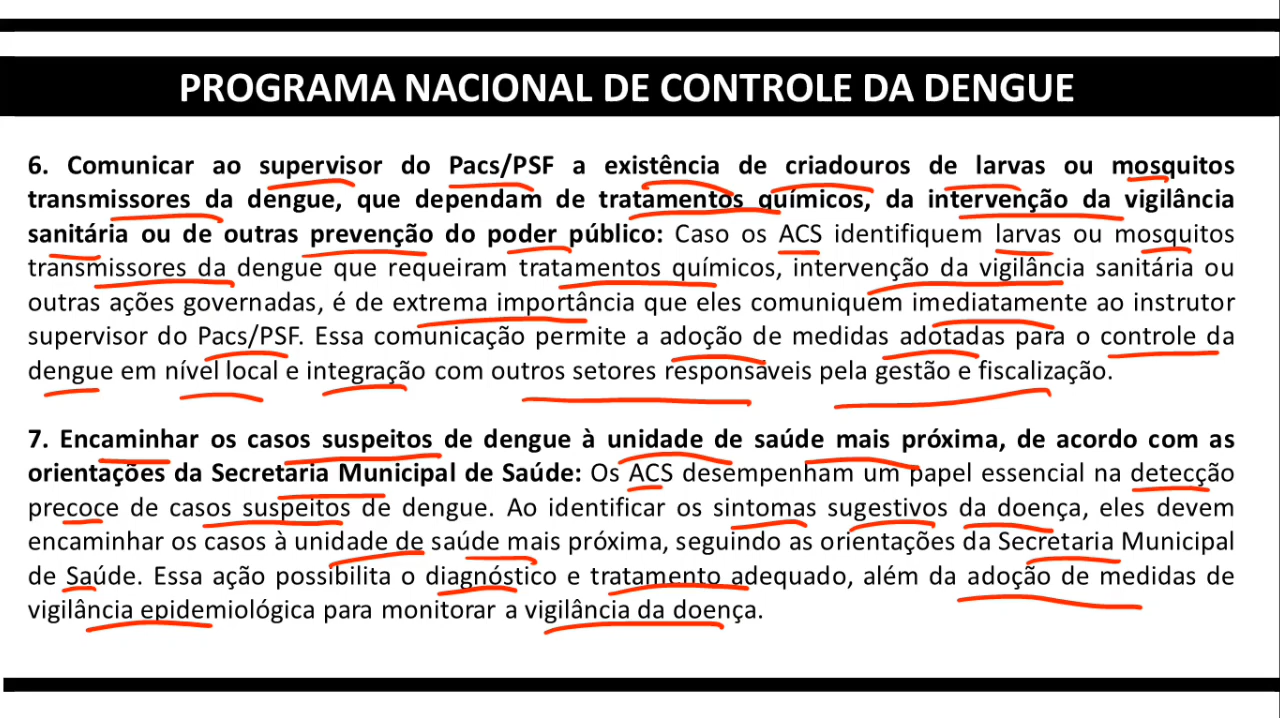 PROGRAMA NACIONAL DE CONTROLE DA DENGUE
6. Comunicar ao supervisor do Pacs/PSF a existência de criadouros de larvas ou mosquitos
transmissores da dengue, que dependam de tratamentos químicos, da intervenção da vigilância
sanitária ou de outras prevenção do poder público: Caso os ACS identifiquem larvas ou mosquitos
transmissores da dengue que requeiram tratamentos químicos, intervenção da vigilância sanitária ou
outras ações governadas, é de extrema importância que eles comuniquem imediatamente ao instrutor
supervisor do Pacs/PSF. Essa comunicação permite a adoção de medidas adotadas para o controle da
dengue em nível local e integração com outros setores responsáveis pela gestão e fiscalização.
7. Encaminhar os casos suspeitos de dengue à unidade de saúde mais próxima, de acordo com as
orientações da Secretaria Municipal de Saúde: Os ACS desempenham um papel essencial na detecção
precoce de casos suspeitos de dengue. Ao identificar os sintomas sugestivos da doença, eles devem
encaminhar os casos à unidade de saúde mais próxima, seguindo as orientações da Secretaria Municipal
de Saúde. Essa ação possibilita o diagnóstico e tratamento adequado, além da adoção de medidas de
vigilância epidemiológica para monitorar a vigilância da doença.